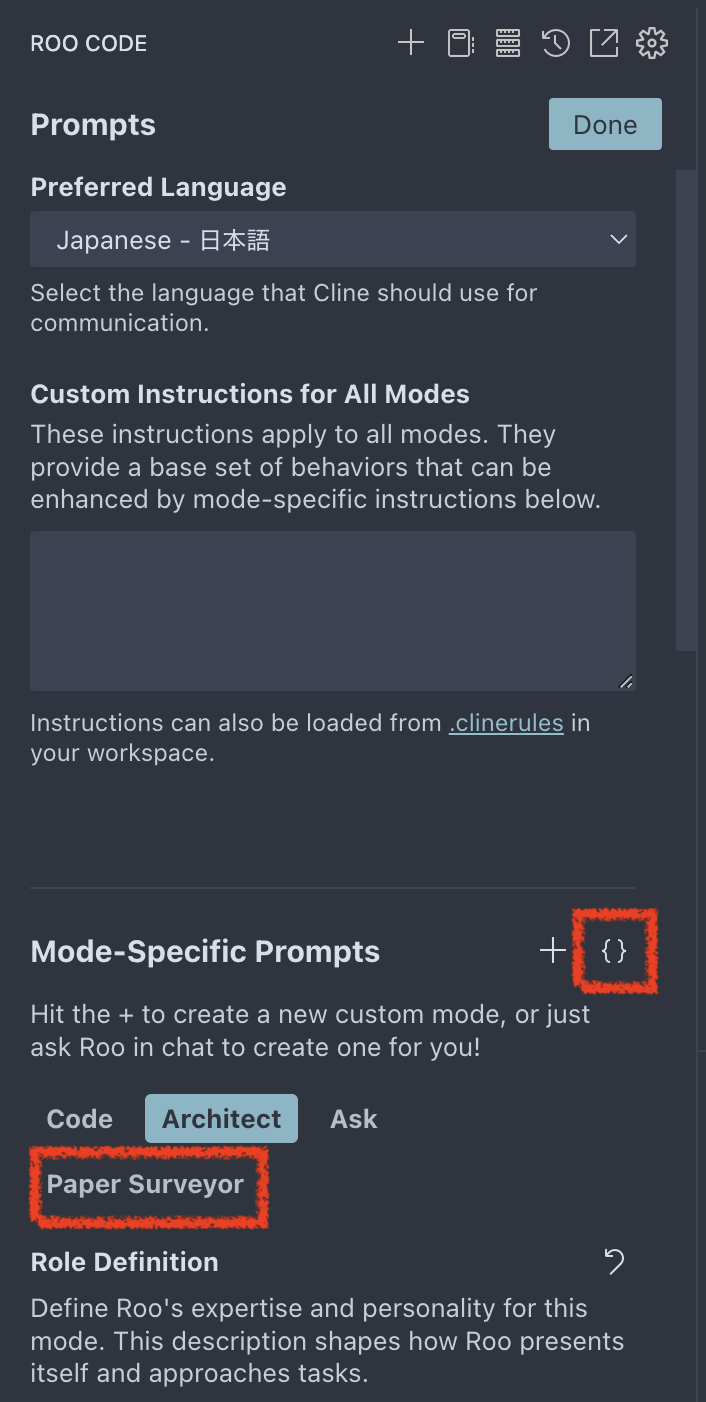 ROO CODE
Prompts
Done
Preferred Language
Japanese - 日本語
Select the language that Cline should use for
communication.
Custom Instructions for All Modes
These instructions apply to all modes. They
provide a base set of behaviors that can be
enhanced by mode-specific instructions below.
Instructions can also be loaded from .clinerules in
your workspace.
Mode-Specific Prompts
{}
Hit the + to create a new custom mode, or just
ask Roo in chat to create one for you!
Code Architect Ask
Paper Surveyor
Role Definition
Define Roo's expertise and personality for this
mode. This description shapes how Roo presents
itself and approaches tasks.